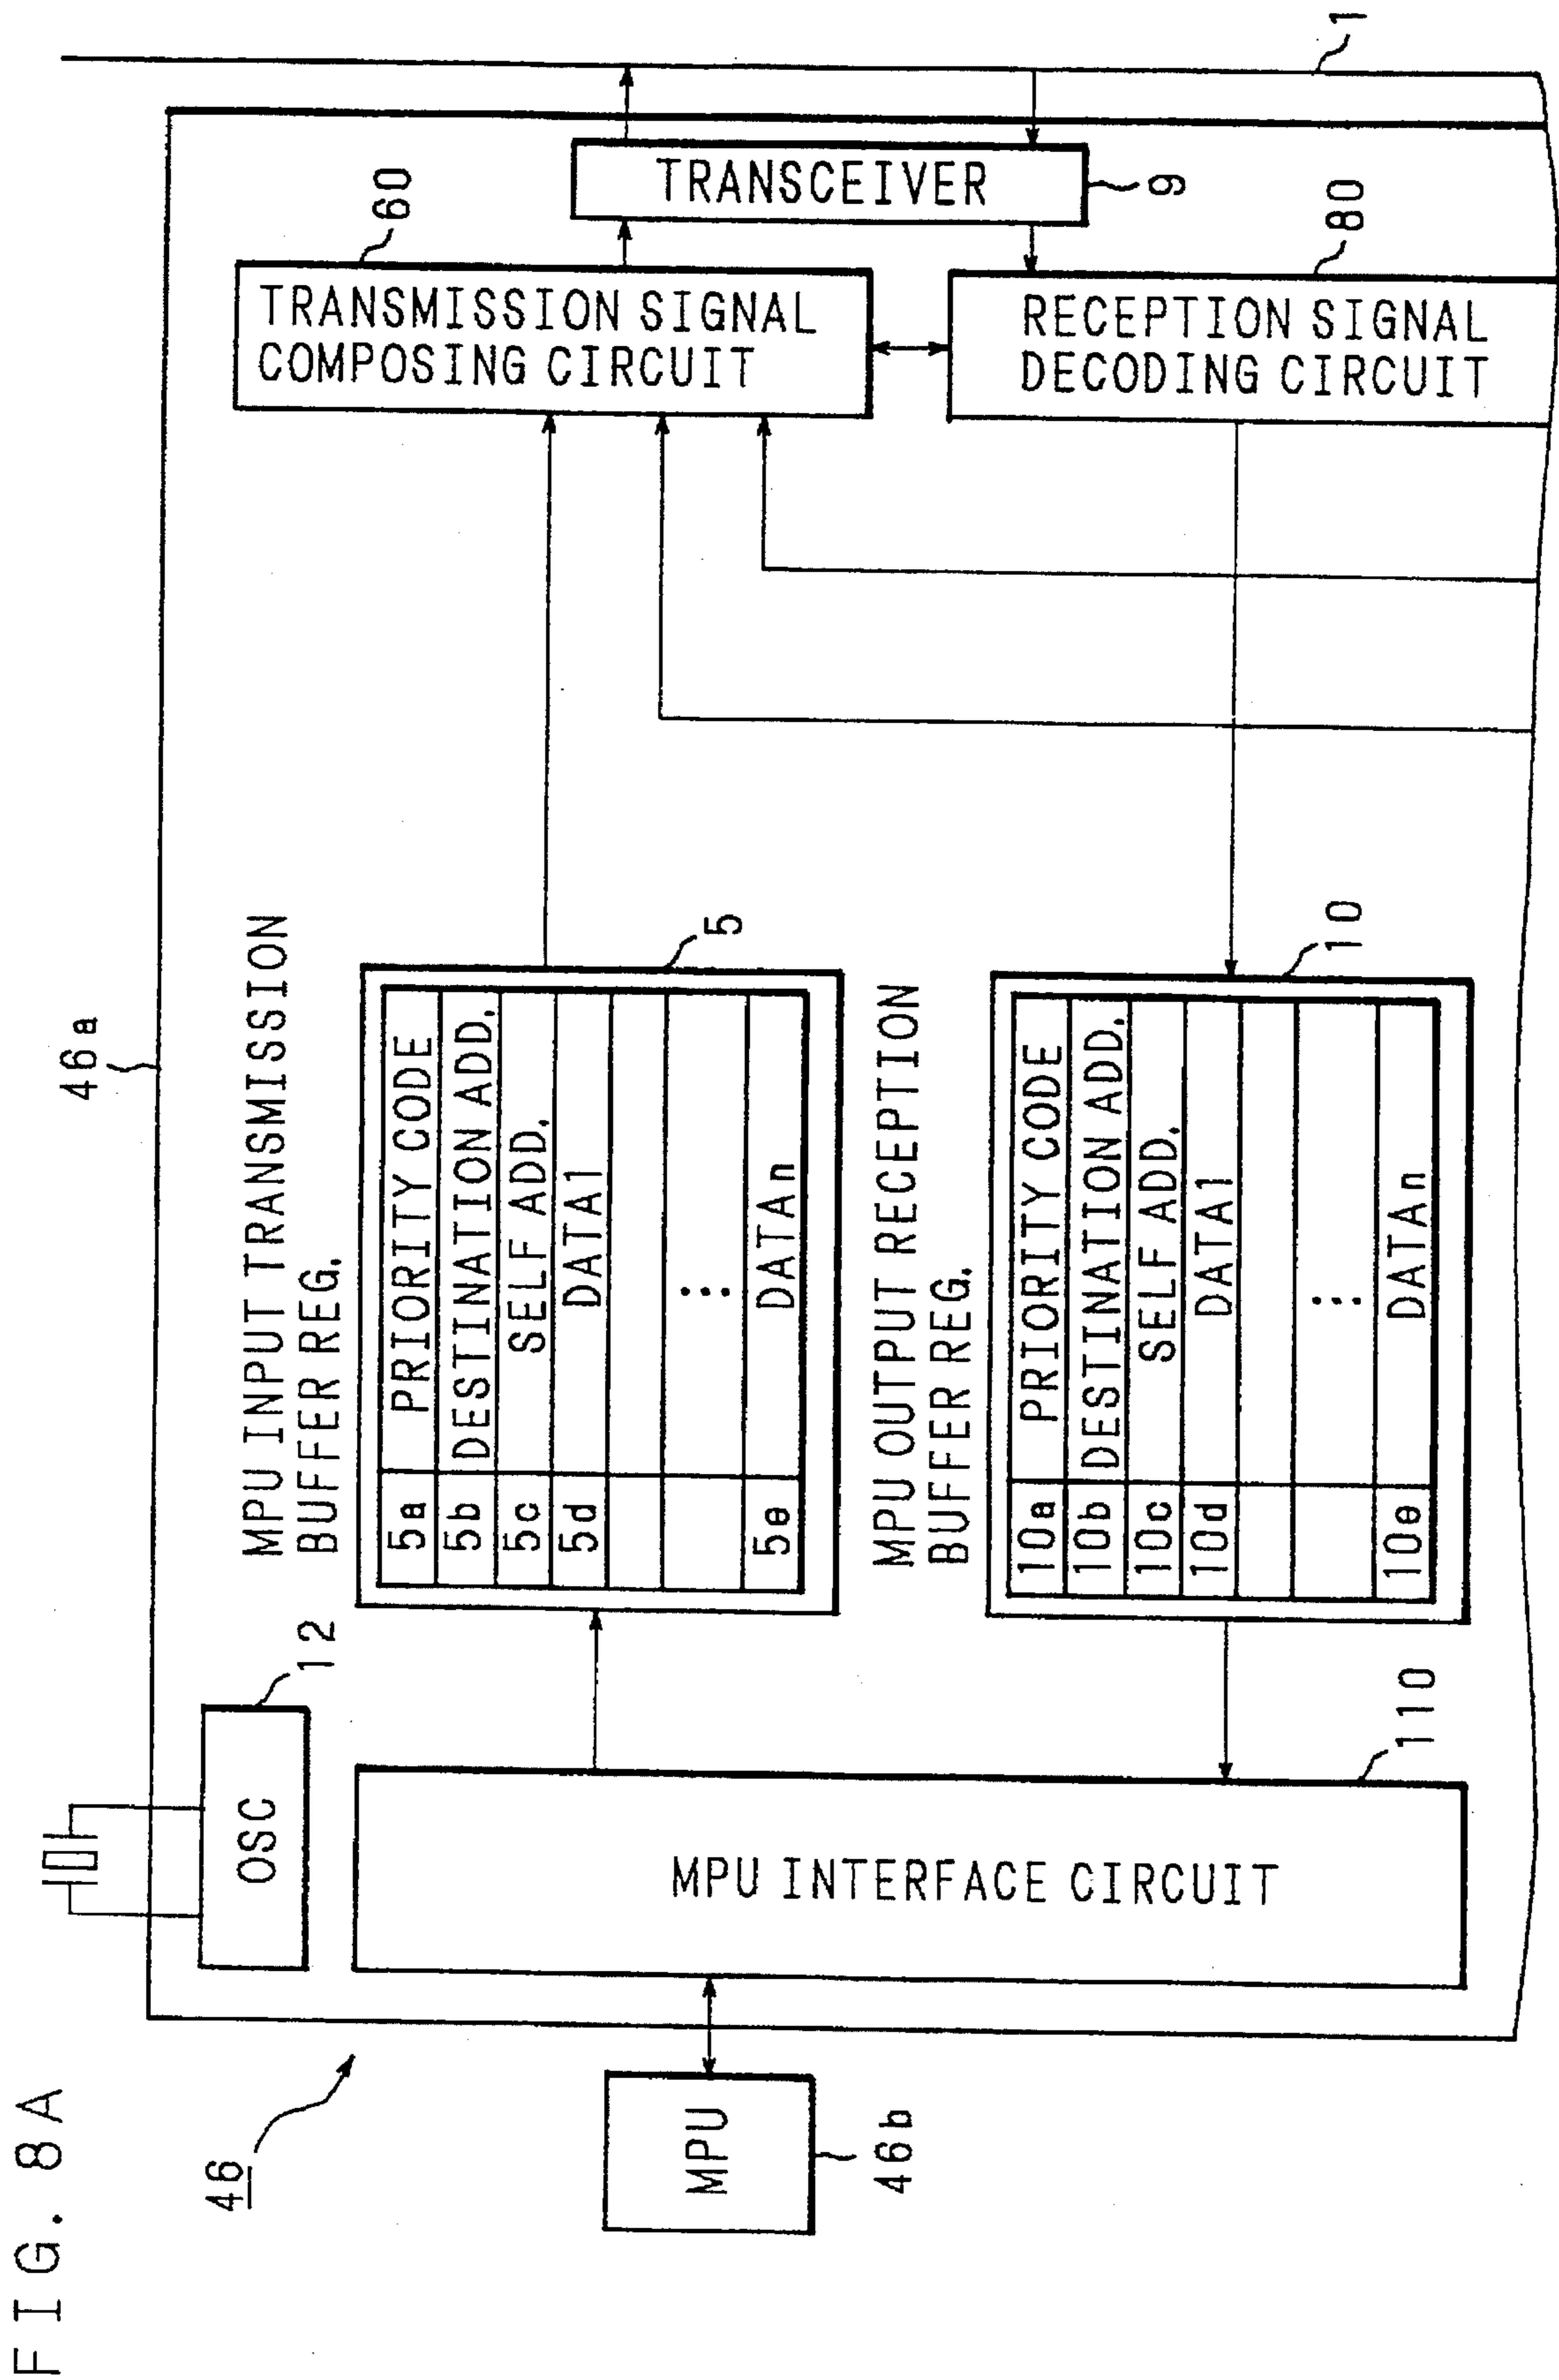 FIG. 8A
46
46a
12
OSC
MPU
46b
MPU INTERFACE CIRCUIT
110
MPU INPUT TRANSMISSION
BUFFER REG.
5
5a PRIORITY CODE
5b DESTINATION ADD.
5c SELF ADD.
5d DATA1
...
5e DATAn
MPU OUTPUT RECEPTION
BUFFER REG.
10
10a PRIORITY CODE
10b DESTINATION ADD.
10c SELF ADD.
10d DATA1
...
10e DATAn
60
TRANSMISSION SIGNAL
COMPOSING CIRCUIT
80
RECEPTION SIGNAL
DECODING CIRCUIT
TRANSCEIVER
9
1